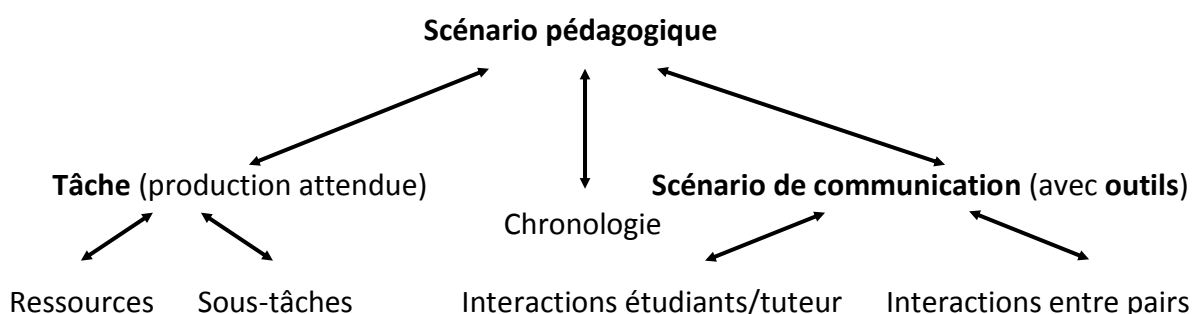 Scénario pédagogique
Tâche (production attendue)
Scénario de communication (avec outils)
Chronologie
Ressources
Sous-tâches
Interactions étudiants/tuteur
Interactions entre pairs